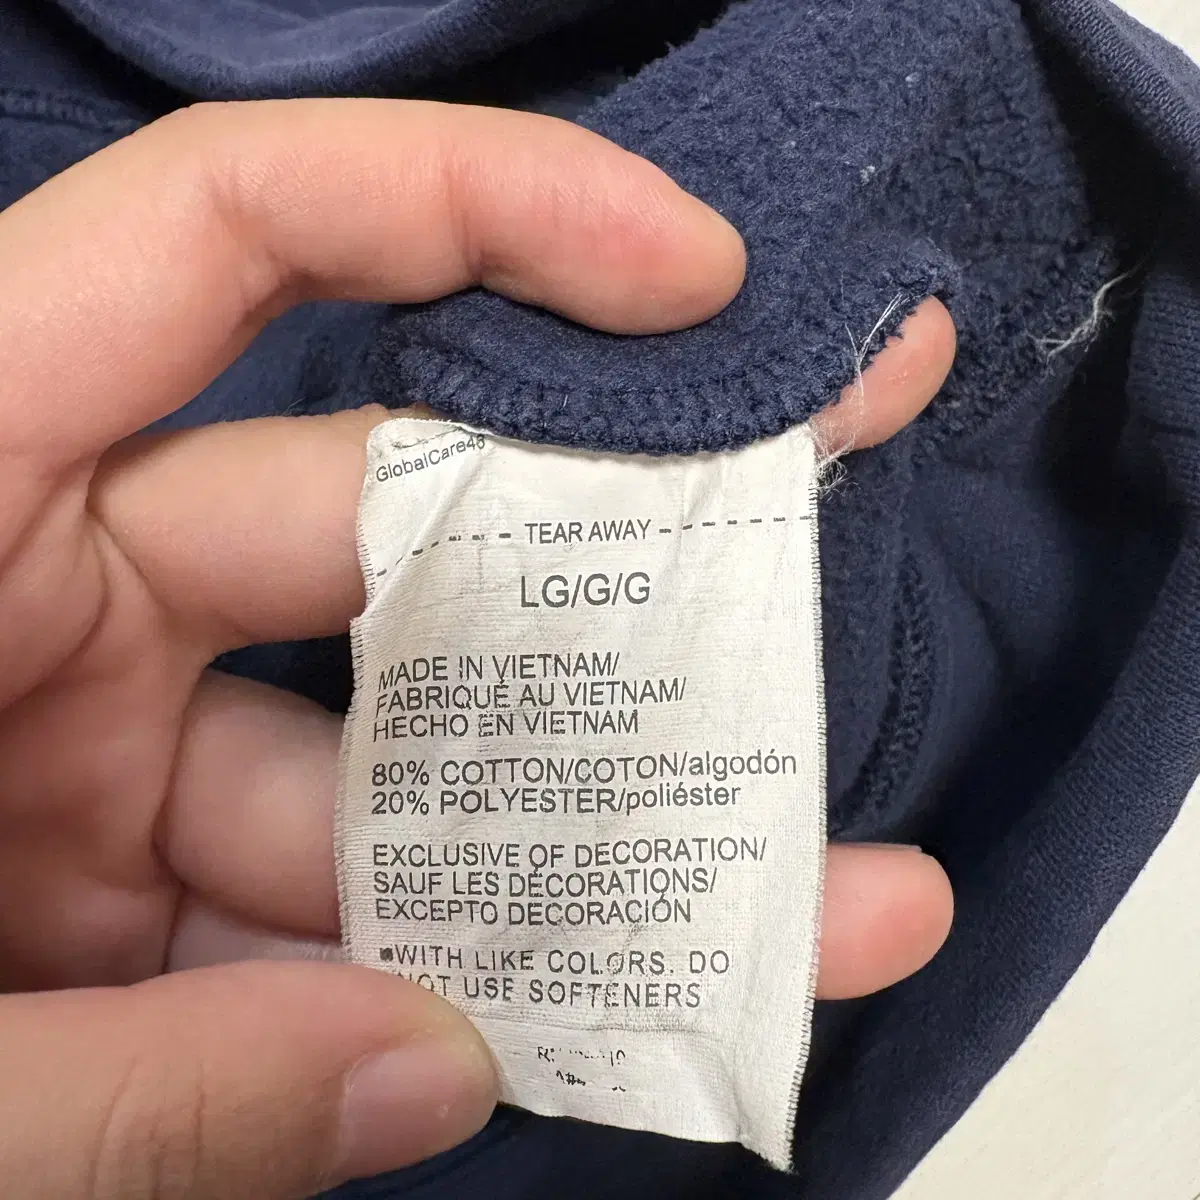 GlobalCare46
TEAR AWAY
LG/G/G
MADE IN VIETNAM/
FABRIQUÉ AU VIETNAM/
HECHO EN VIETNAM
80% COTTON/COTON/algodón
20% POLYESTER/poliéster
EXCLUSIVE OF DECORATION/
SAUF LES DÉCORATIONS/
EXCEPTO DECORACIÓN
WITH LIKE COLORS. DO
NOT USE SOFTENERS